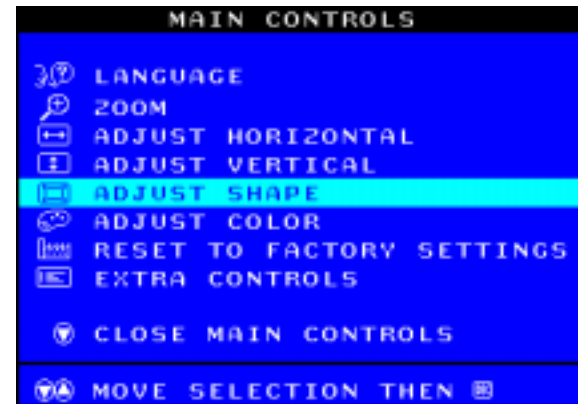 MAIN CONTROLS
LANGUAGE
ZOOM
ADJUST HORIZONTAL
ADJUST VERTICAL
ADJUST SHAPE
ADJUST COLOR
RESET TO FACTORY SETTINGS
EXTRA CONTROLS
CLOSE MAIN CONTROLS
MOVE SELECTION THEN